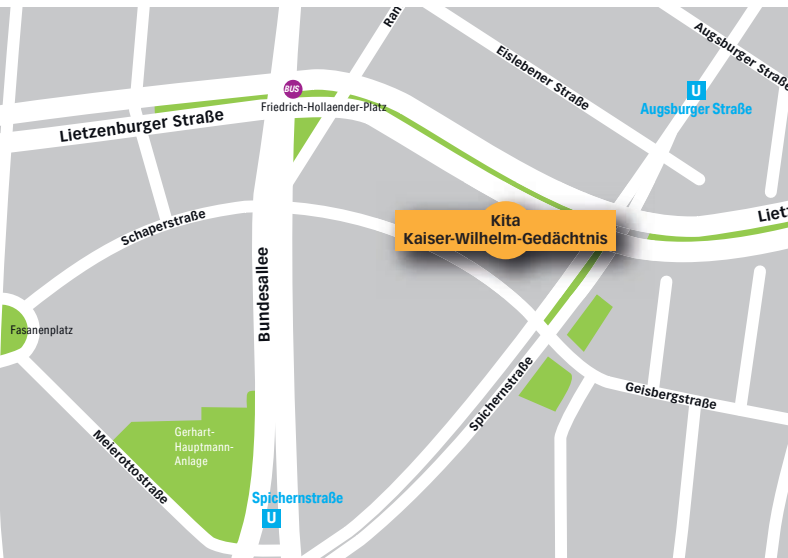 Ran
Eislebener Straße
Augsburger Straße
U
Augsburger Straße
BUS
Friedrich-Hollaender-Platz
Lietzenburger Straße
Lietz
Kita
Kaiser-Wilhelm-Gedächtnis
Schaperstraße
Bundesallee
Fasanenplatz
Spichernstraße
Geisbergstraße
Gerhart-
Hauptmann-
Anlage
Meierottostraße
Spichernstraße
U